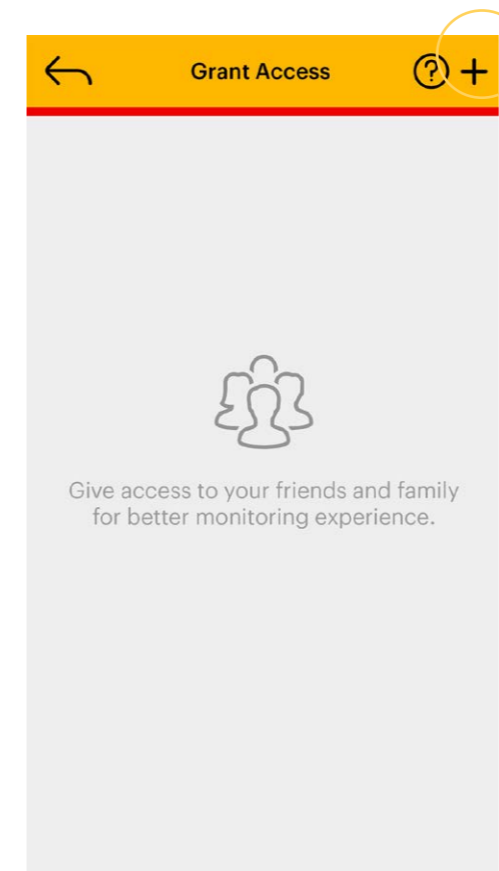 Grant Access
Give access to your friends and family
for better monitoring experience.